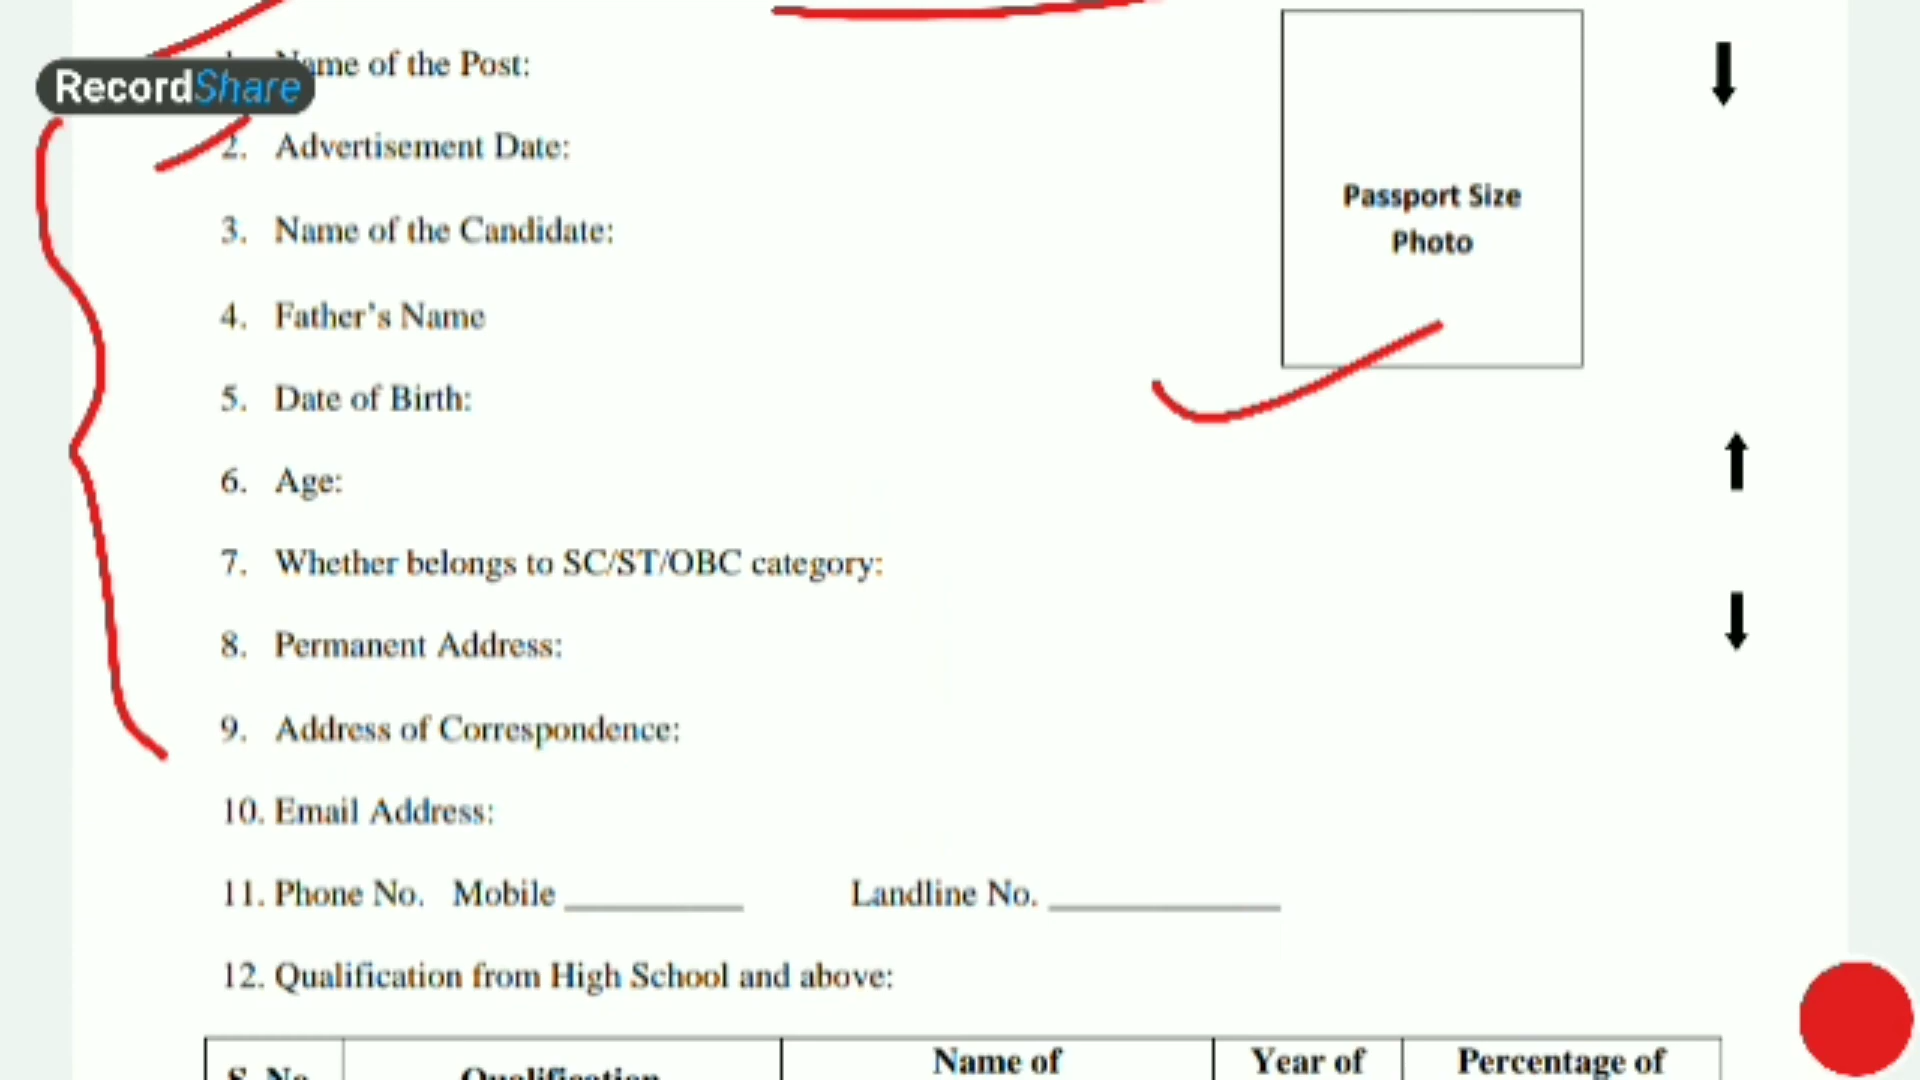 RecordShare
Name of the Post:
2. Advertisement Date:
3. Name of the Candidate:
4. Father's Name
5. Date of Birth:
6. Age:
7. Whether belongs to SC/ST/OBC category:
8. Permanent Address:
9. Address of Correspondence:
10. Email Address:
11. Phone No. Mobile __________ Landline No. _____________
12. Qualification from High School and above:
Passport Size
Photo
S. No Qualification Name of Year of Percentage of